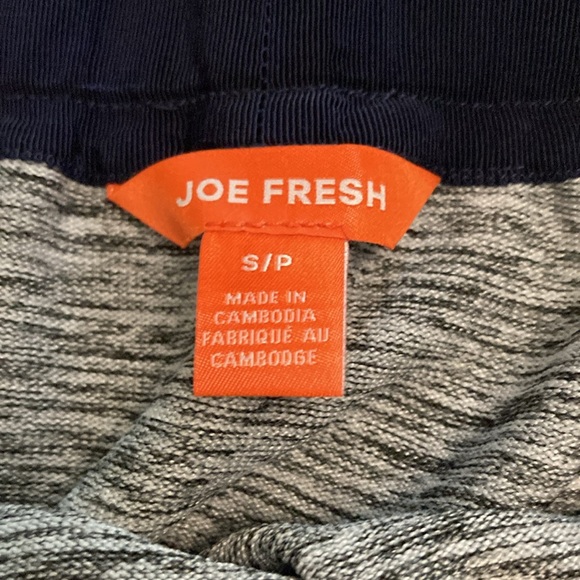 JOE FRESH
S/P
MADE IN
CAMBODIA
FABRIQUÉ AU
CAMBODGE